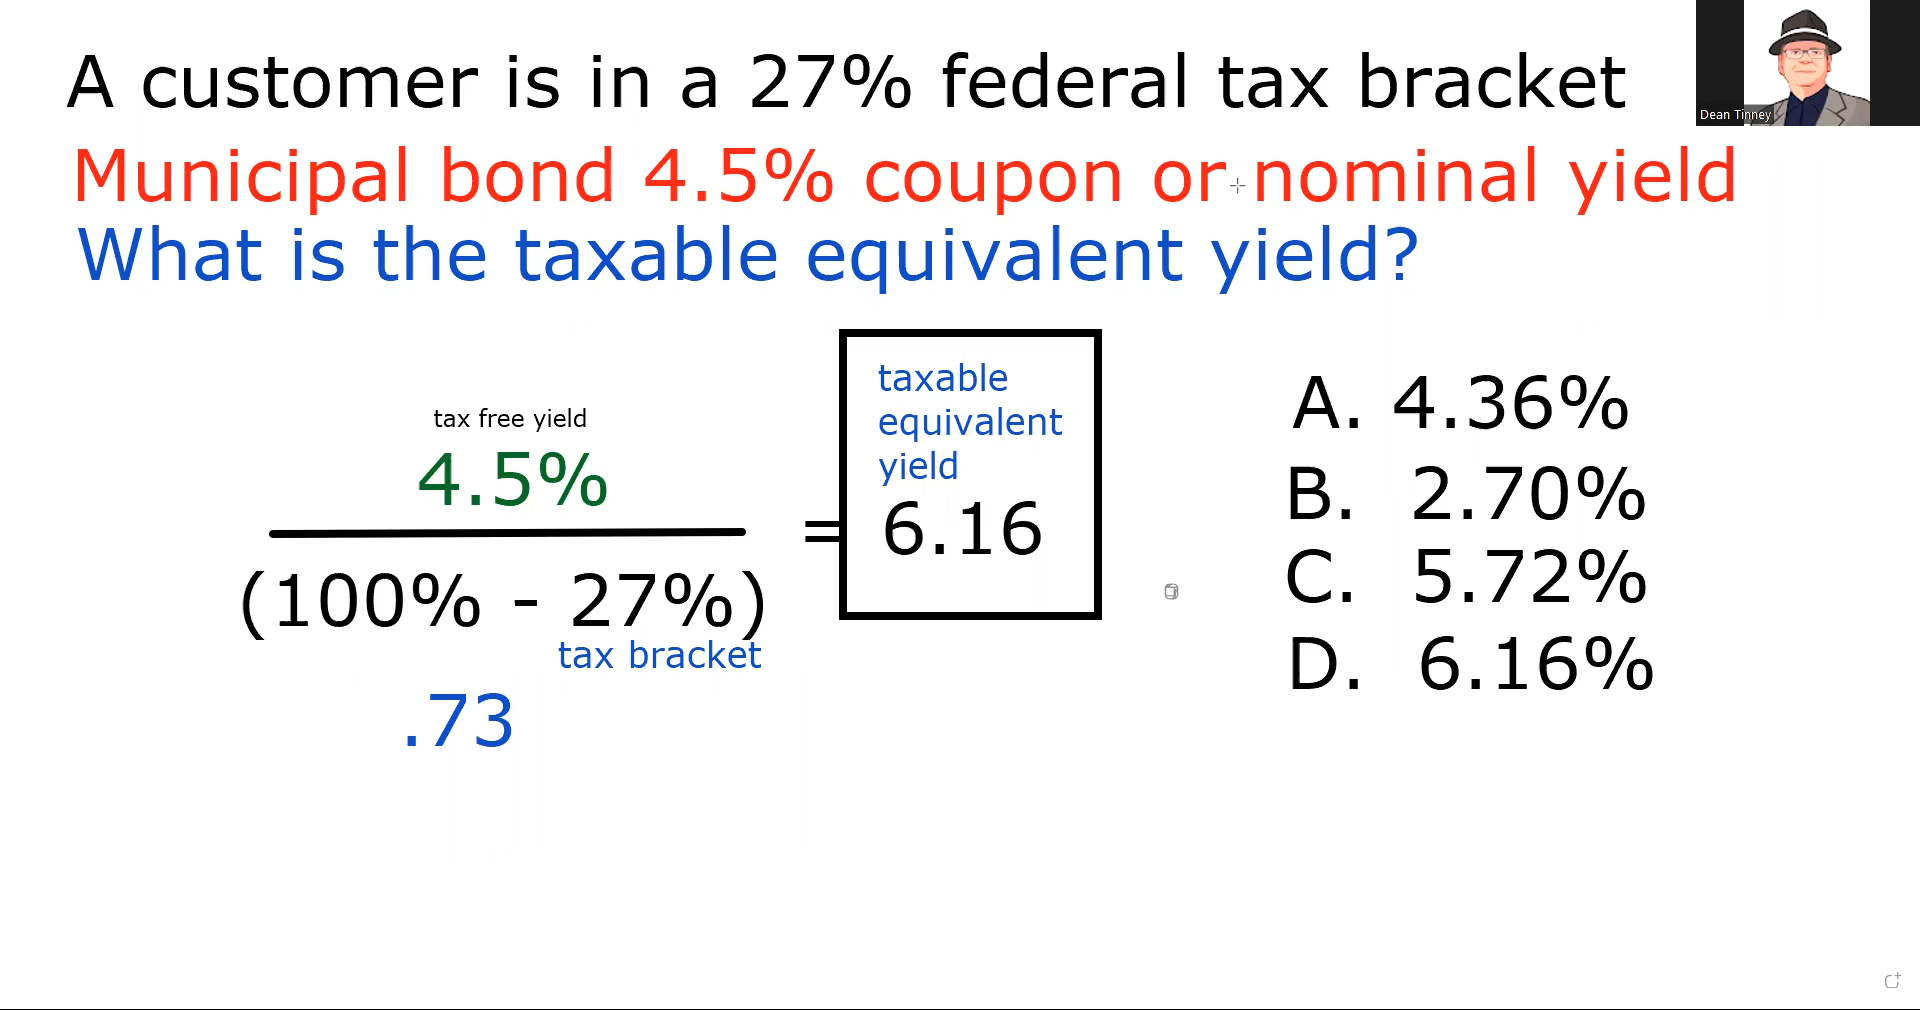 A customer is in a 27% federal tax bracket
Dean Tinney
Municipal bond 4.5% coupon or nominal yield
What is the taxable equivalent yield?
tax free yield
4.5%
(100% - 27%)
tax bracket
.73
=
taxable
equivalent
yield
6.16
A. 4.36%
B. 2.70%
C. 5.72%
D. 6.16%